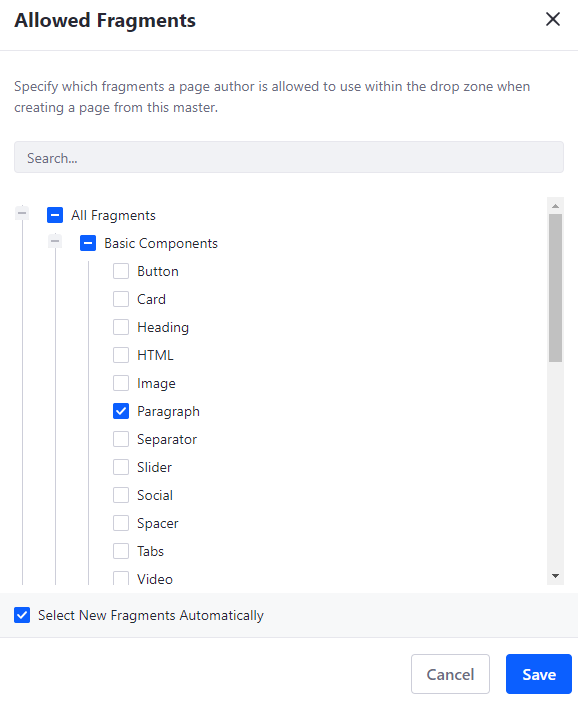 Allowed Fragments
Specify which fragments a page author is allowed to use within the drop zone when
creating a page from this master.
Search...
All Fragments
Basic Components
Button
Card
Heading
HTML
Image
Paragraph
Separator
Slider
Social
Spacer
Tabs
Video
Select New Fragments Automatically
Cancel
Save